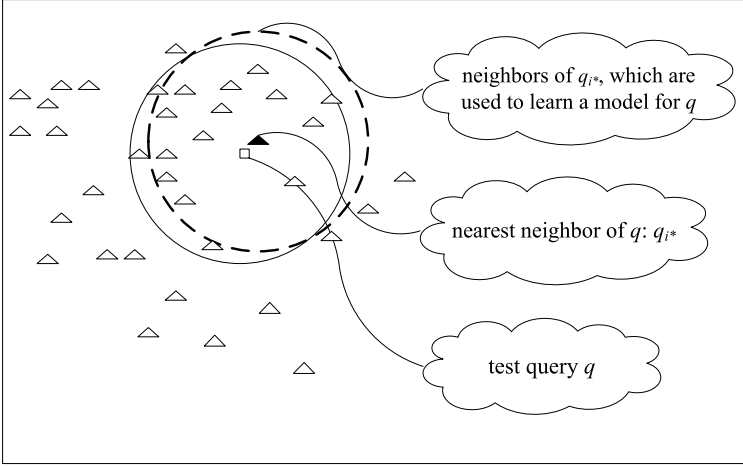 neighbors of qi*, which are
used to learn a model for q
nearest neighbor of q: qi*
test query q